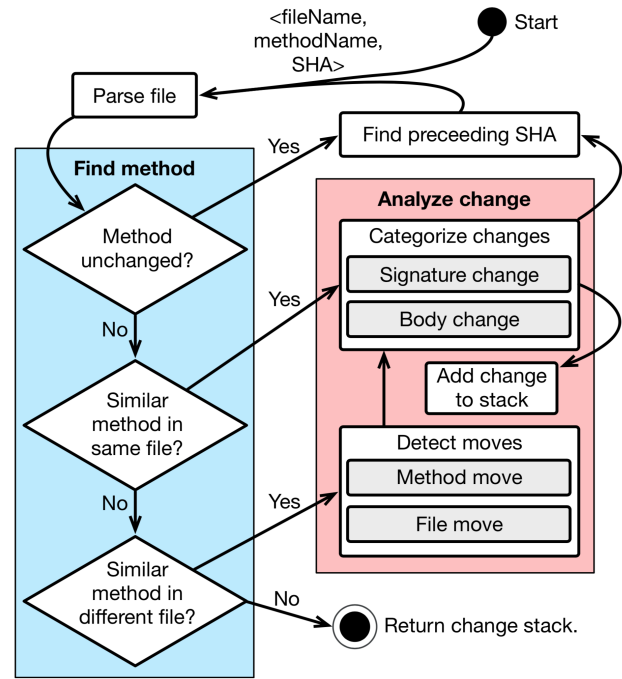 <fileName,
methodName,
SHA>
Start
Parse file
Find preceeding SHA
Find method
Yes
Method
unchanged?
No
Yes
Similar
method in
same file?
No
Yes
Similar
method in
different file?
No
Analyze change
Categorize changes
Signature change
Body change
Add change
to stack
Detect moves
Method move
File move
Return change stack.